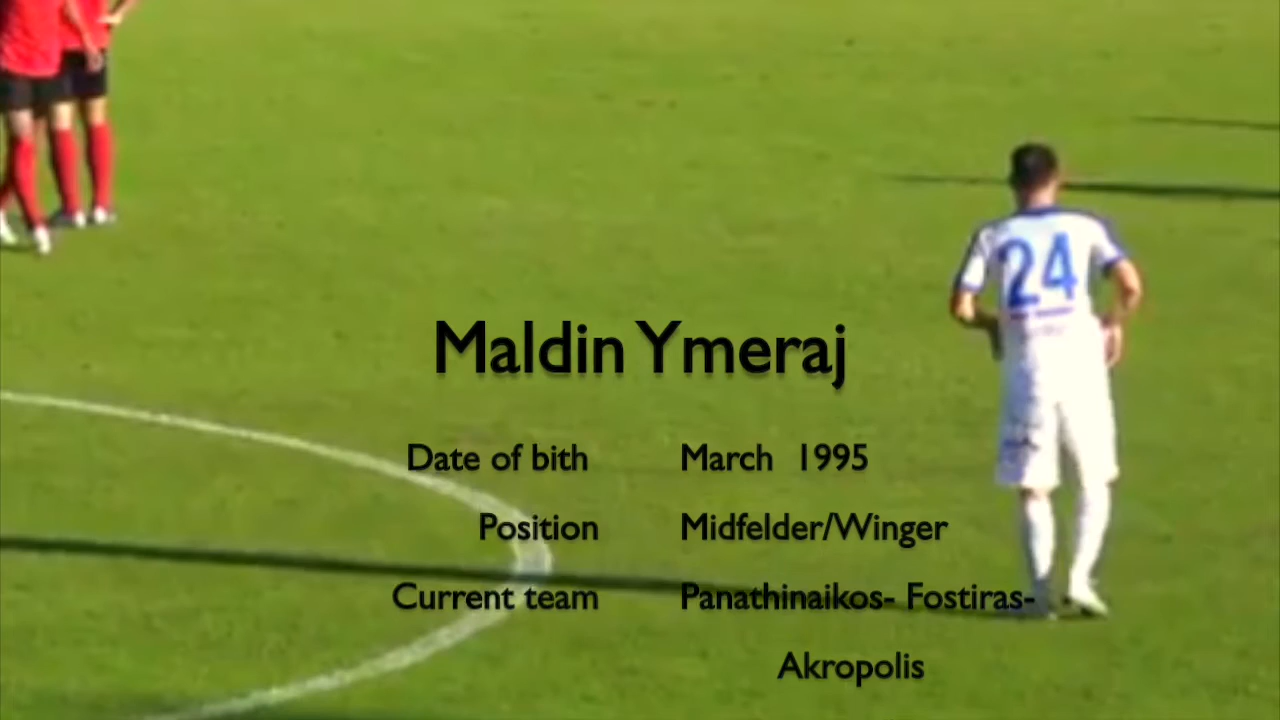 24
Maldin Ymeraj
Date of bith March 1995
Position Midfelder/Winger
Current team Panathinaikos- Fostiras-
Akropolis